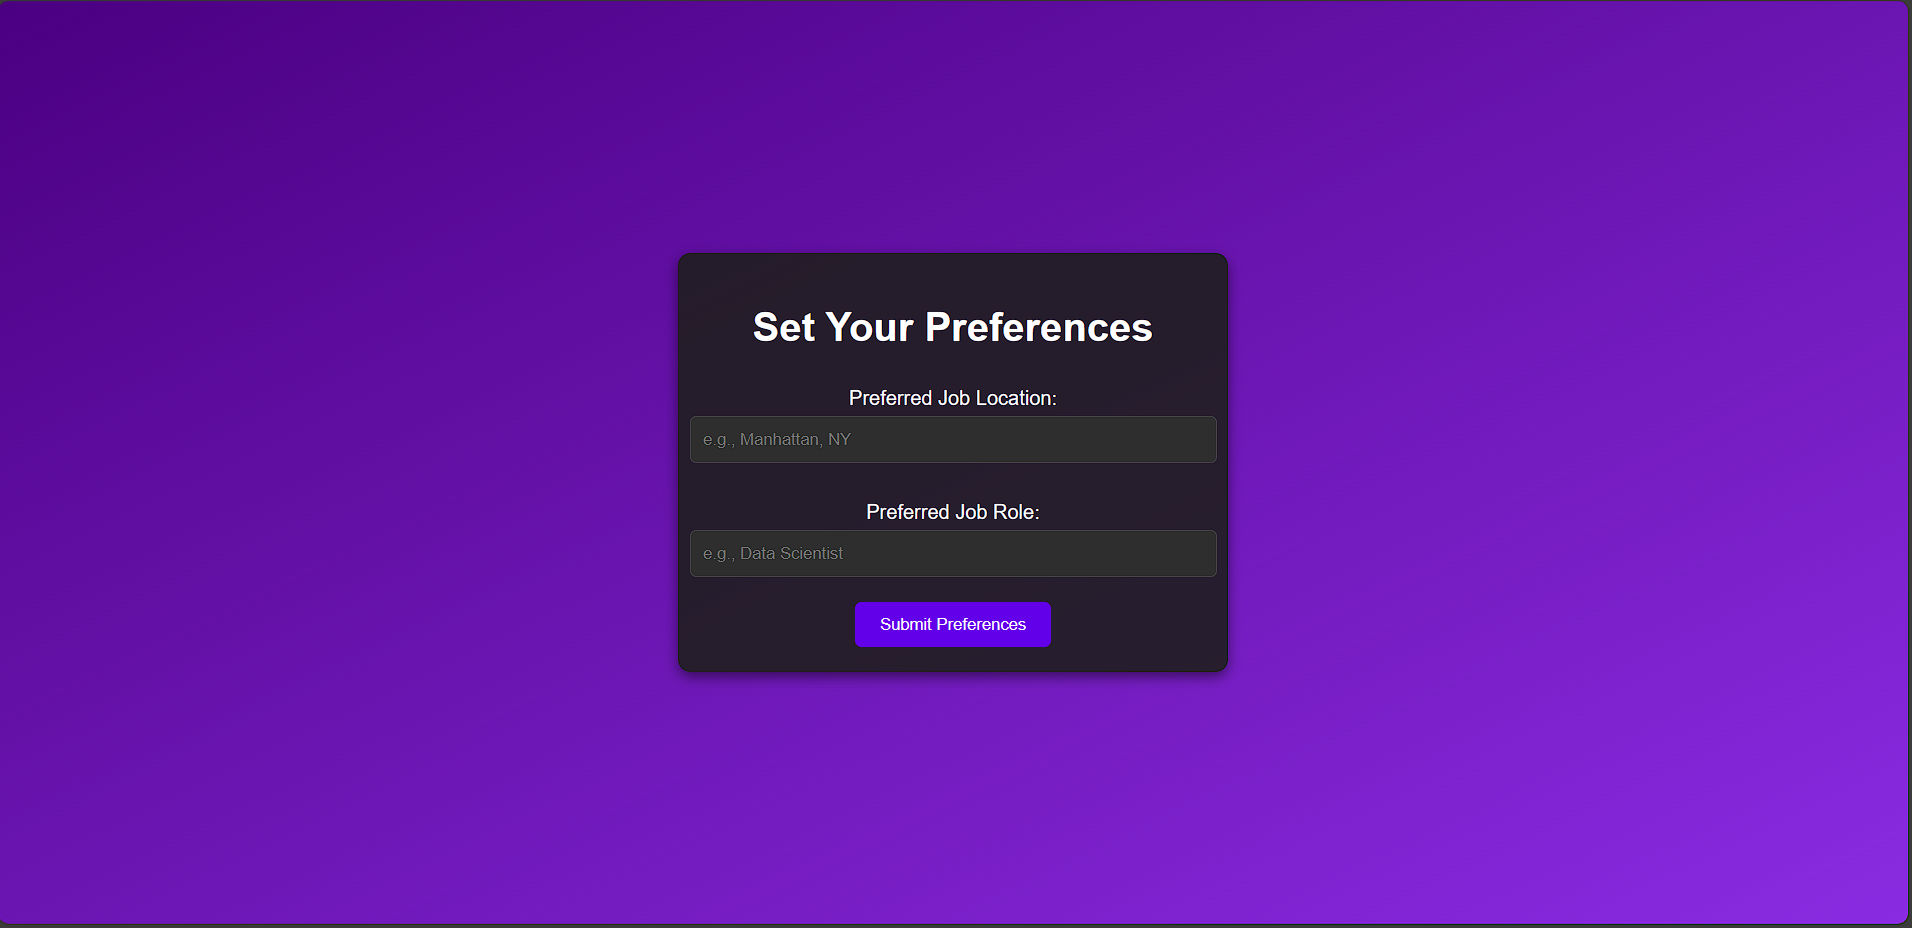 Set Your Preferences
Preferred Job Location:
e.g., Manhattan, NY
Preferred Job Role:
e.g., Data Scientist
Submit Preferences